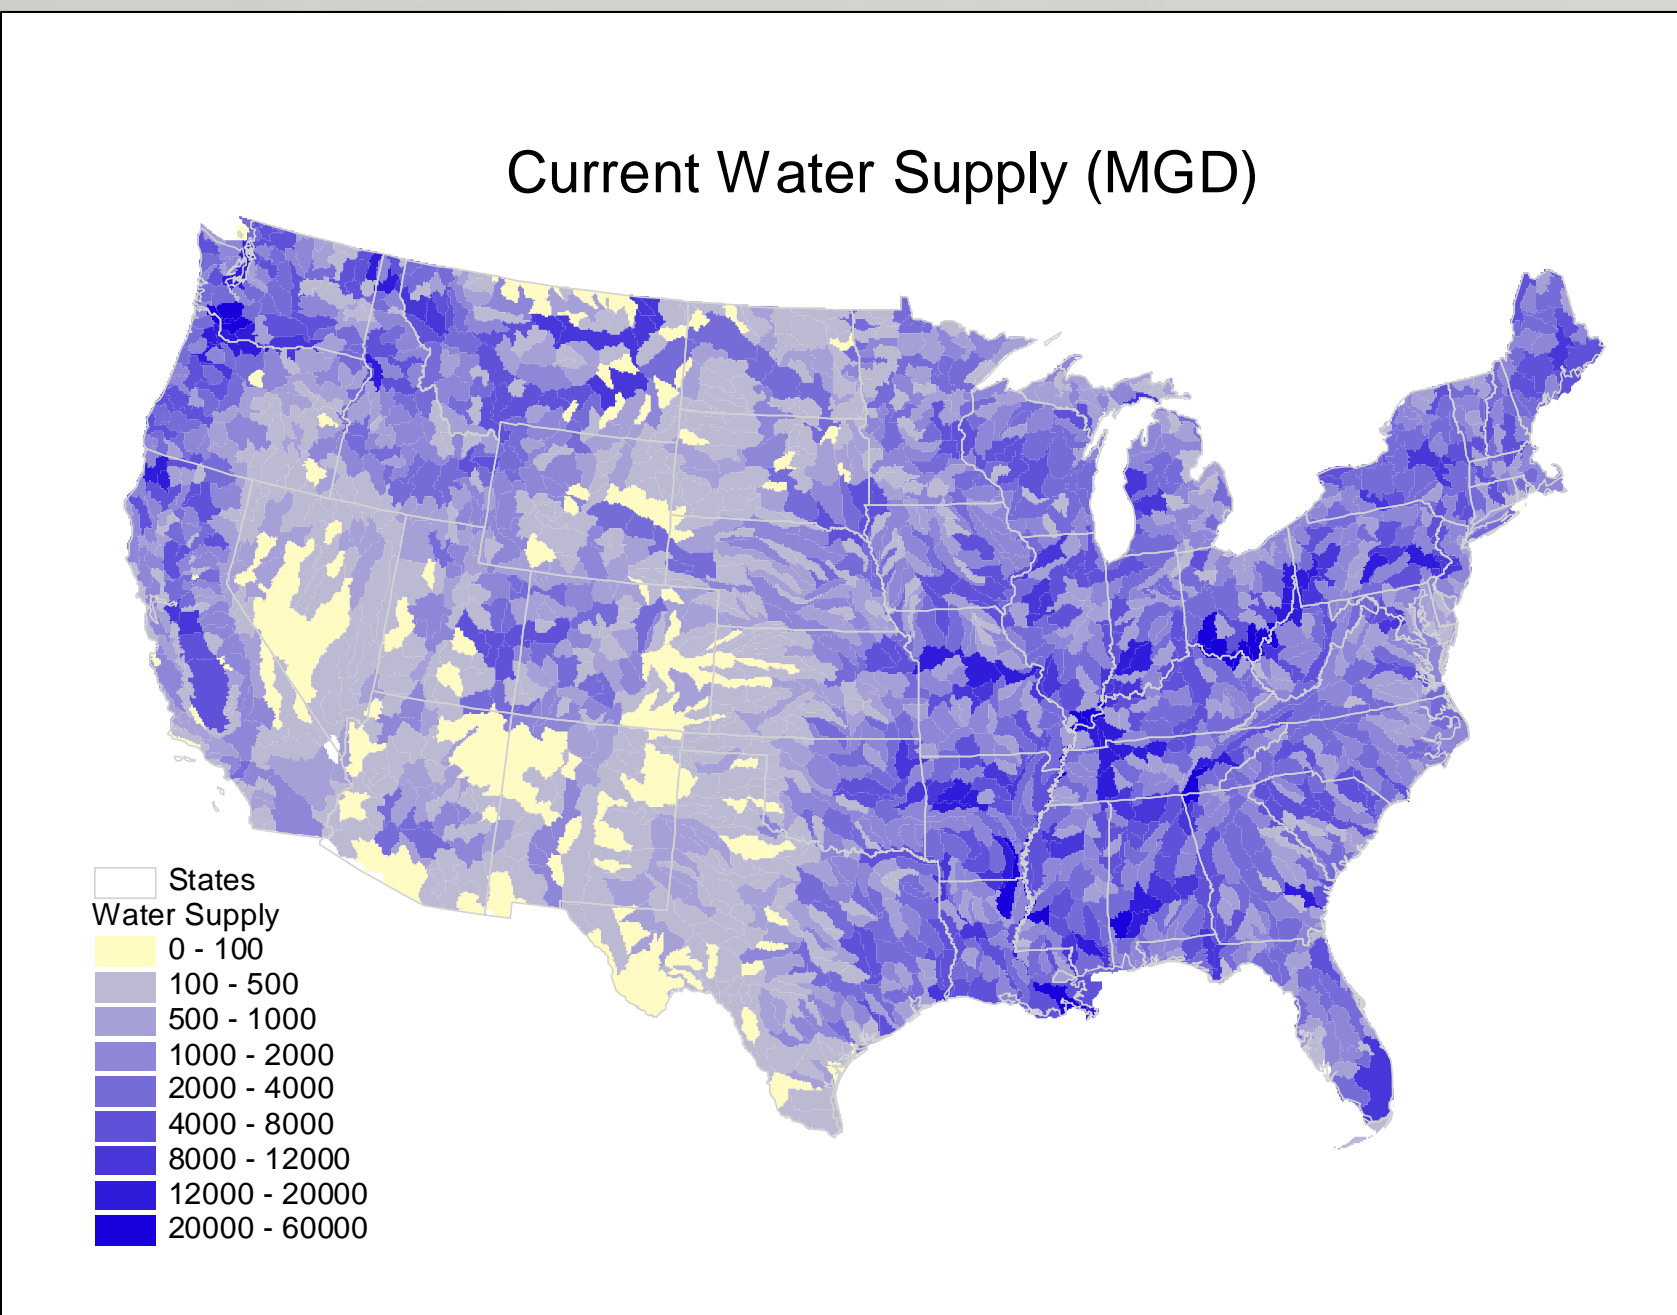 Current Water Supply (MGD)
States
Water Supply
0 - 100
100 - 500
500 - 1000
1000 - 2000
2000 - 4000
4000 - 8000
8000 - 12000
12000 - 20000
20000 - 60000